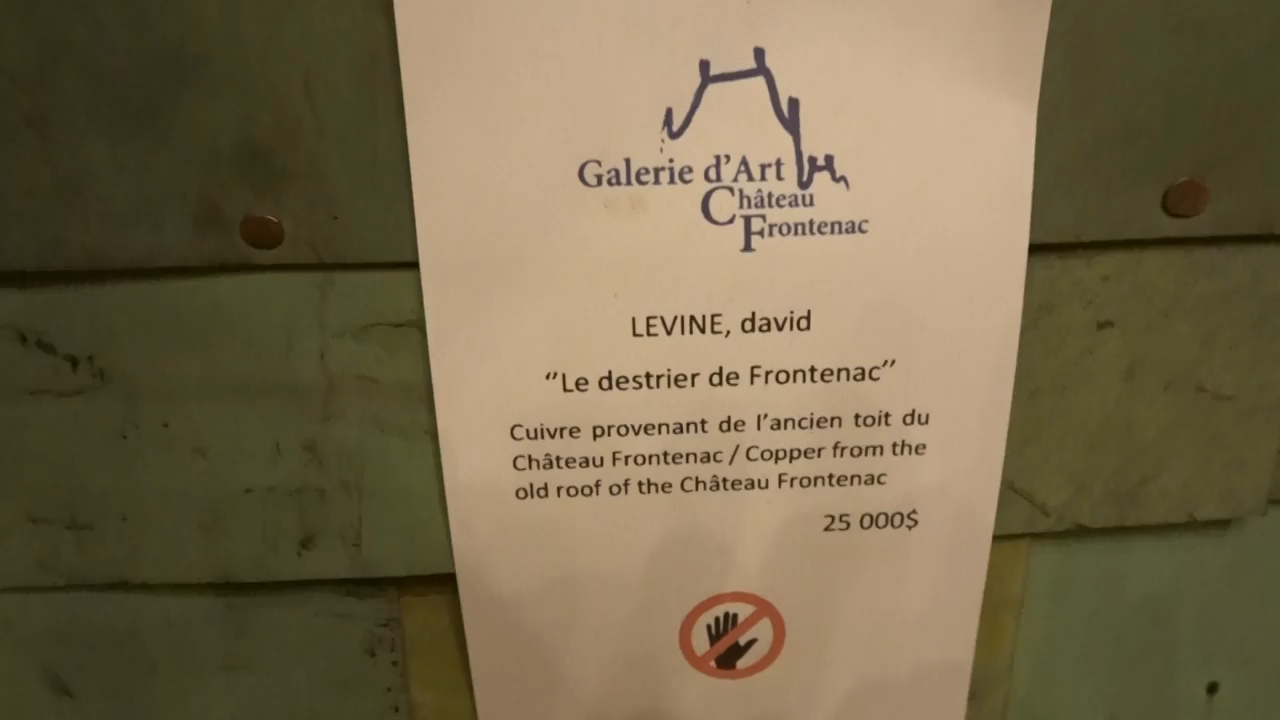 Galerie d'Art
Château
Frontenac
LEVINE, david
‘’Le destrier de Frontenac’’
Cuivre provenant de l'ancien toit du
Château Frontenac / Copper from the
old roof of the Château Frontenac
25 000$